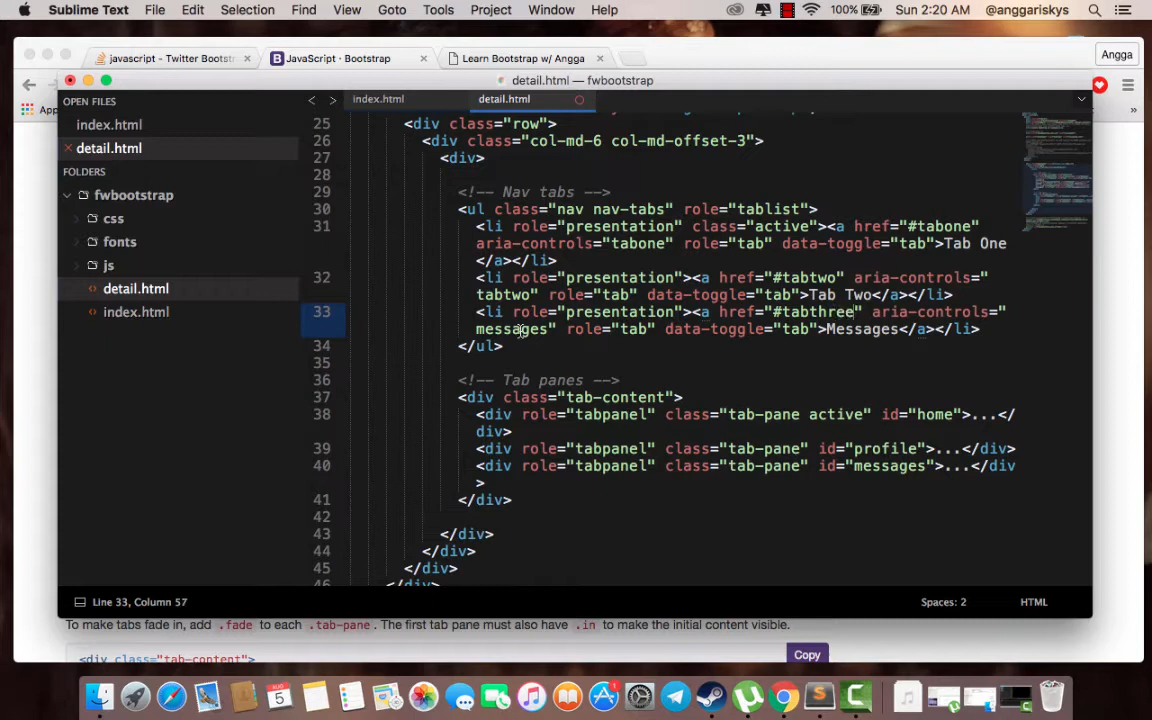 Sublime Text File Edit Selection Find View Goto Tools Project Window Help 100% Sun 2:20 AM @anggariskys
javascript - Twitter Bootst
JavaScript · Bootstrap
Learn Bootstrap w/ Angga
Angga
App
detail.html — fwbootstrap
OPEN FILES
index.html
detail.html
FOLDERS
fwbootstrap
css
fonts
js
detail.html
index.html
index.html detail.html
25 <div class="row">
26 <div class="col-md-6 col-md-offset-3">
27 <div>
28
29 <!-- Nav tabs -->
30 <ul class="nav nav-tabs" role="tablist">
31 <li role="presentation" class="active"><a href="#tabone"
aria-controls="tabone" role="tab" data-toggle="tab">Tab One
</a></li>
32 <li role="presentation"><a href="#tabtwo" aria-controls="
tabtwo" role="tab" data-toggle="tab">Tab Two</a></li>
33 <li role="presentation"><a href="#tabthree" aria-controls="
messages" role="tab" data-toggle="tab">Messages</a></li>
34 </ul>
35
36 <!-- Tab panes -->
37 <div class="tab-content">
38 <div role="tabpanel" class="tab-pane active" id="home">...</
div>
39 <div role="tabpanel" class="tab-pane" id="profile">...</div>
40 <div role="tabpanel" class="tab-pane" id="messages">...</div
>
41 </div>
42
43 </div>
44 </div>
45 </div>
46 </div>
Line 33, Column 57 Spaces: 2 HTML
To make tabs fade in, add .fade to each .tab-pane. The first tab pane must also have .in to make the initial content visible.
<div class="tab-content">
Copy
5